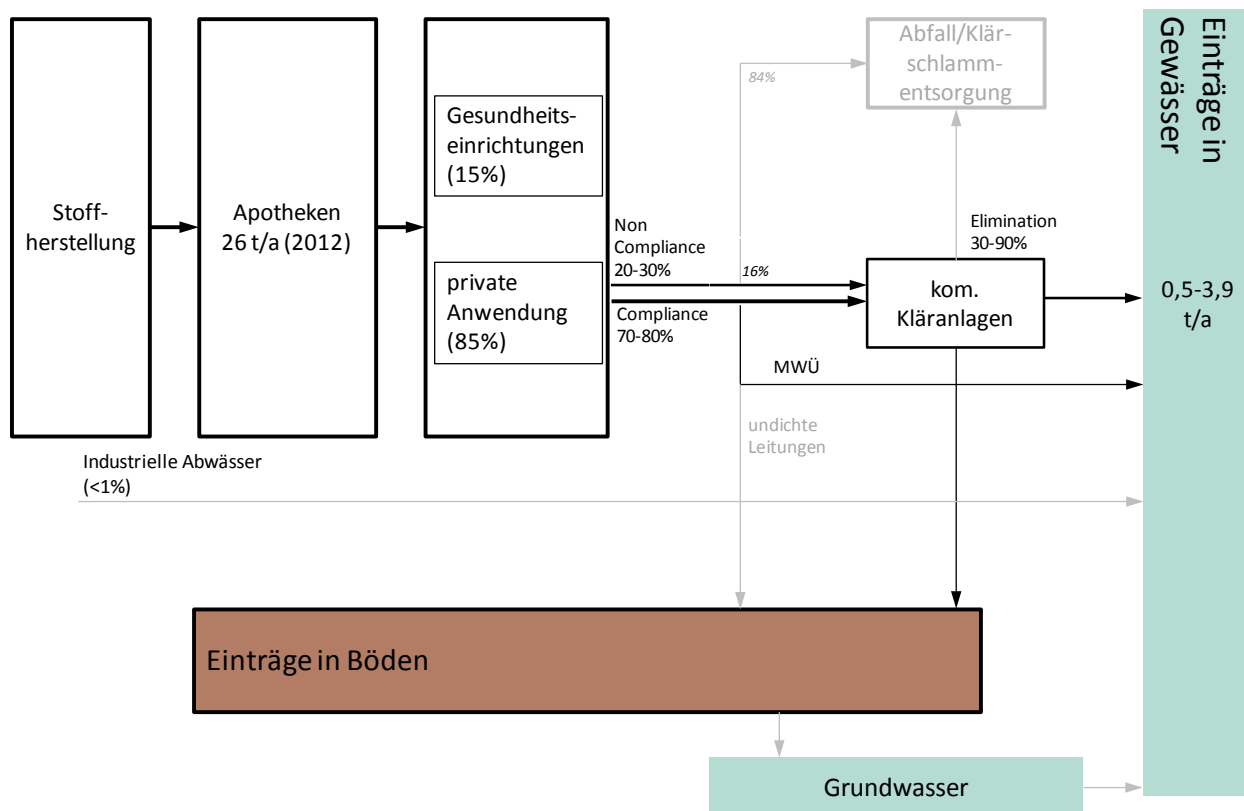 Stoff-
herstellung
Apotheken
26 t/a (2012)
Gesundheits-
einrichtungen
(15%)
private
Anwendung
(85%)
Non
Compliance
20-30%
Compliance
70-80%
84%
16%
Abfall/Klär-
schlamm-
entsorgung
Elimination
30-90%
kom.
Kläranlagen
MWÜ
undichte
Leitungen
Industrielle Abwässer
(<1%)
Einträge in
Gewässer
0,5-3,9
t/a
Einträge in Böden
Grundwasser